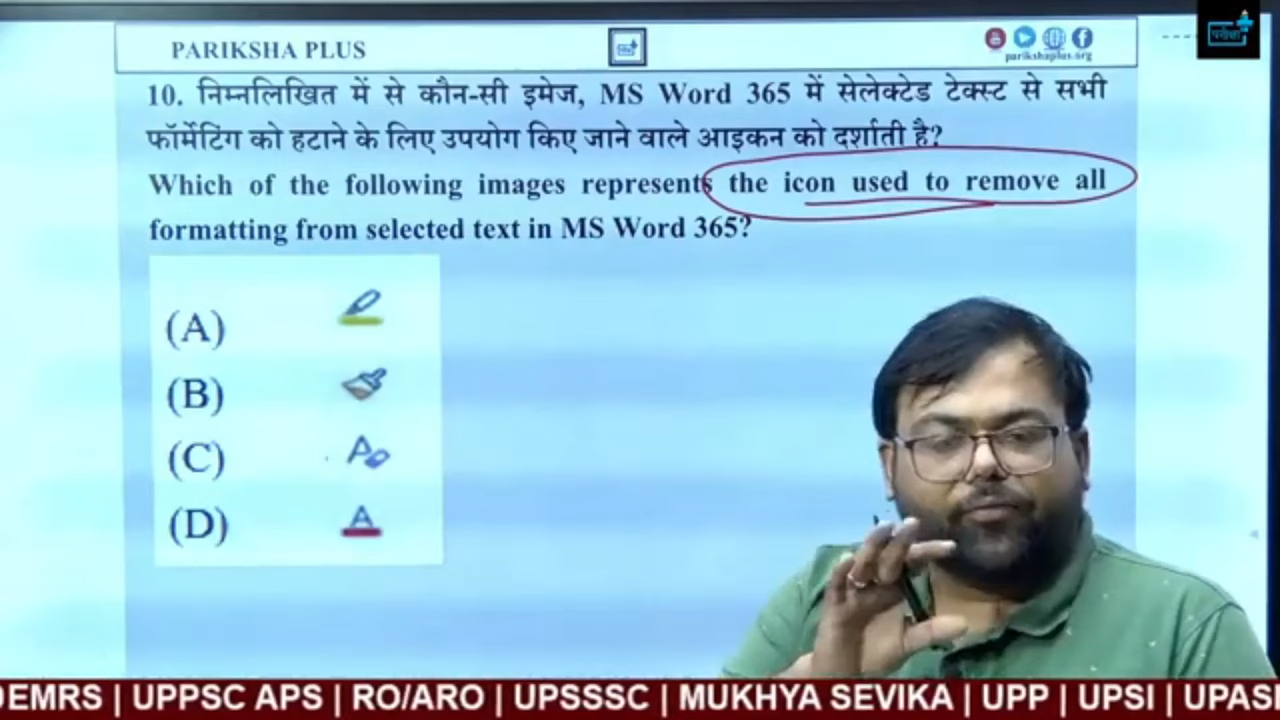 PARIKSHA PLUS
परीक्षा
parikshaplus.org
10. निम्नलिखित में से कौन-सी इमेज, MS Word 365 में सेलेक्टेड टेक्स्ट से सभी
फॉर्मेटिंग को हटाने के लिए उपयोग किए जाने वाले आइकन को दर्शाती है?
Which of the following images represents the icon used to remove all
formatting from selected text in MS Word 365?
(A)
(B)
(C) A
(D) A
DEMRS | UPPSC APS | RO/ARO | UPSSSC | MUKHYA SEVIKA | UPP | UPSI |